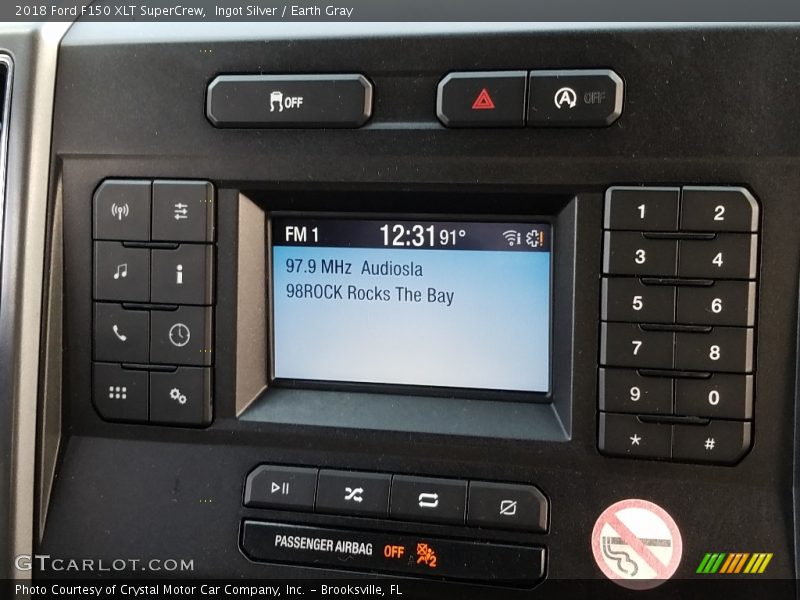 2018 Ford F150 XLT SuperCrew,  Ingot Silver / Earth Gray
OFF
OFF
FM 1 12:31 91°
97.9 MHz Audiosla
98ROCK Rocks The Bay
i
1 2
3 4
5 6
7 8
9 0
* #
PASSENGER AIRBAG OFF 2
GTCARLOT.COM
Photo Courtesy of Crystal Motor Car Company, Inc. – Brooksville, FL